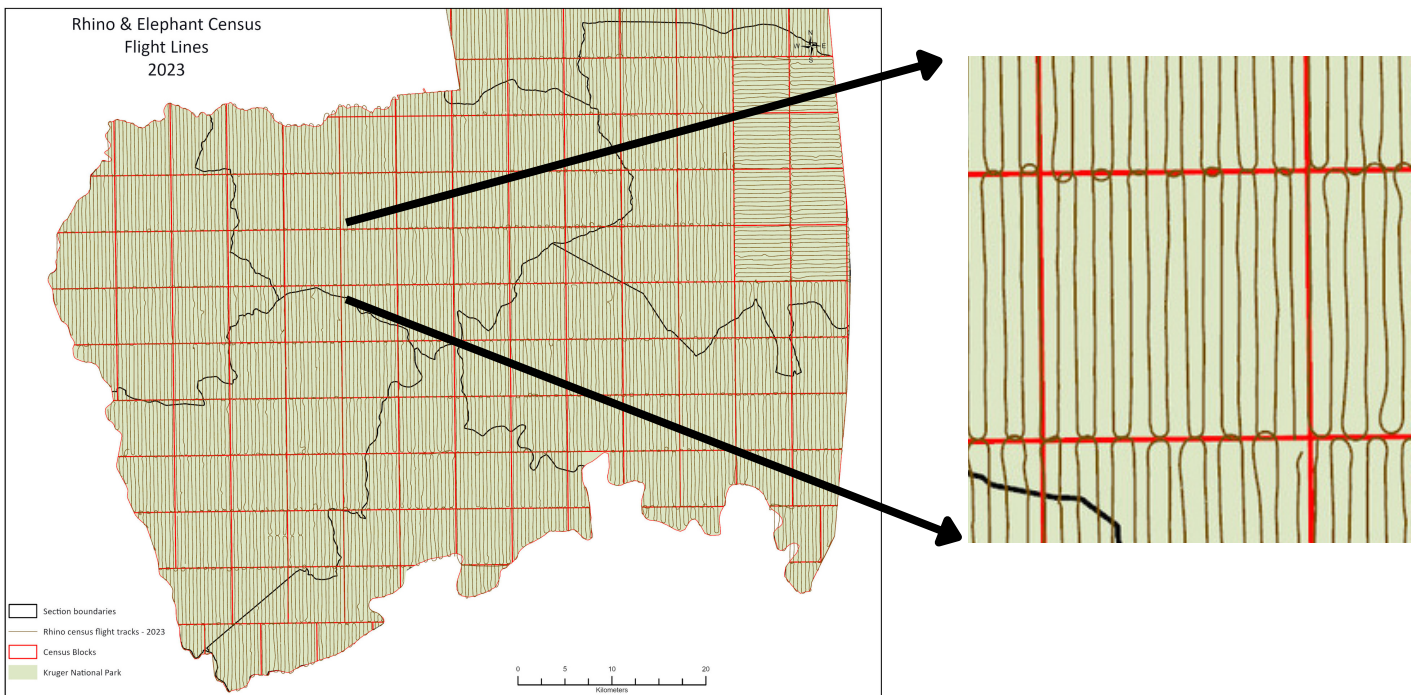 Rhino & Elephant Census
Flight Lines
2023
N
W E
S
Section boundaries
Rhino census flight tracks - 2023
Census Blocks
Kruger National Park
0 5 10 20
Kilometers